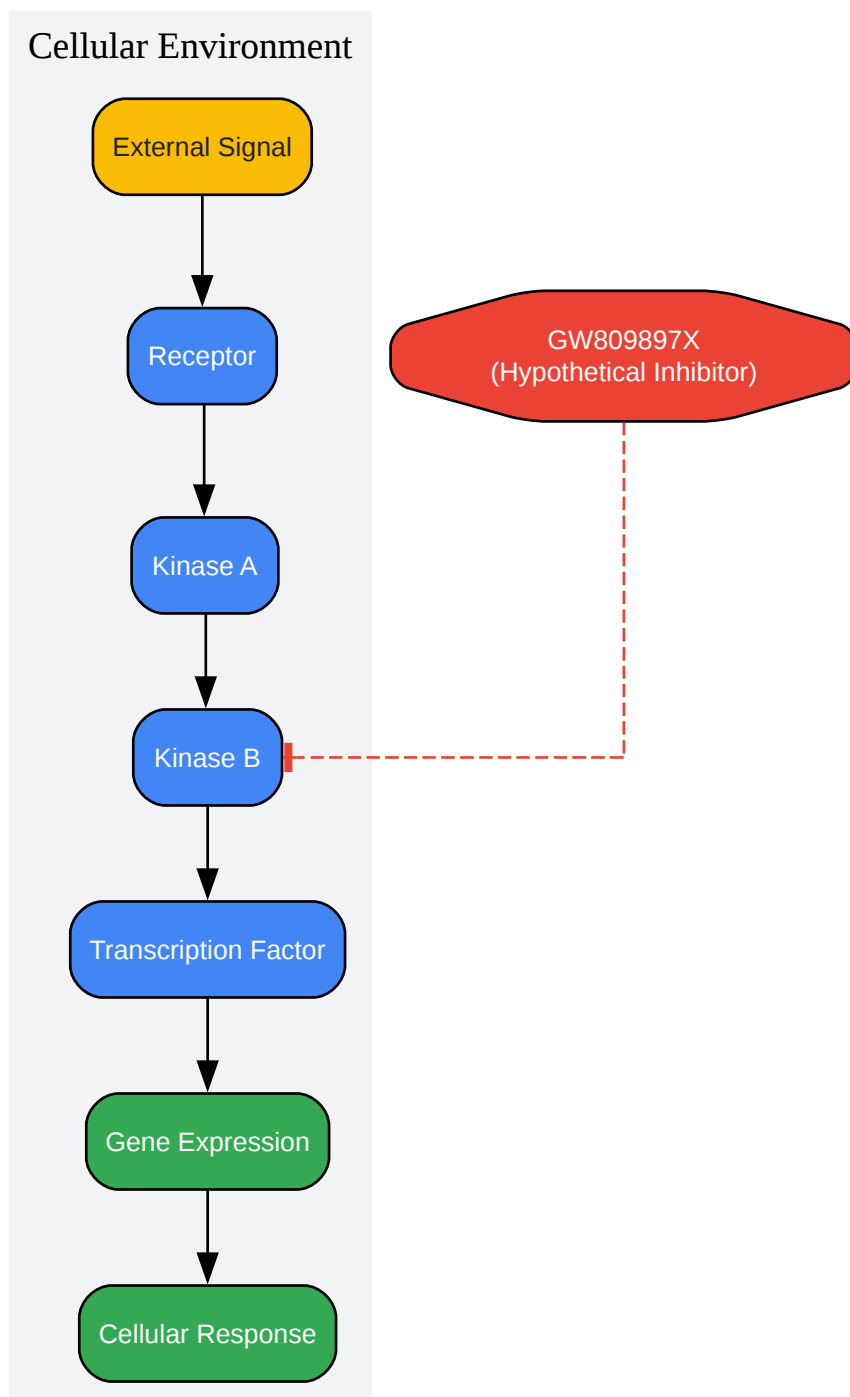 Cellular Environment
External Signal
Receptor
GW809897X
(Hypothetical Inhibitor)
Kinase A
Kinase B
Transcription Factor
Gene Expression
Cellular Response